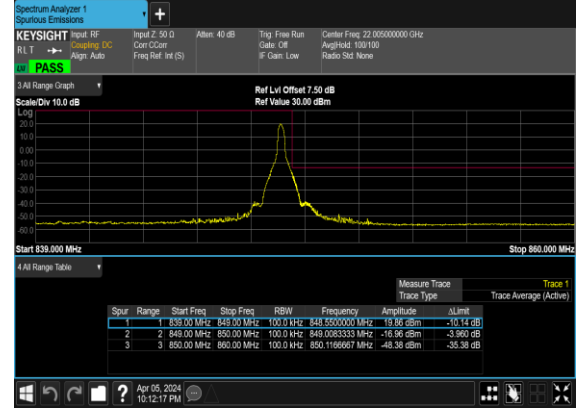 Spectrum Analyzer 1
Spurious Emissions
+
KEYSIGHT Input: RF Input Z: 50 Ω Atten: 40 dB Trig: Free Run Center Freq: 22.005000000 GHz
RLT Coupling: DC Corr CCorr Gate: Off Avg|Hold: 100/100
Align: Auto Freq Ref: Int (S) IF Gain: Low Radio Std: None
LXI PASS
3 All Range Graph
Ref Lvl Offset 7.50 dB
Scale/Div 10.0 dB Ref Value 30.00 dBm
Log
20.0
10.0
0.00
-10.0
-20.0
-30.0
-40.0
-50.0
-60.0
Start 839.000 MHz Stop 860.000 MHz
4 All Range Table
Measure Trace Trace 1
Trace Type Trace Average (Active)
Spur Range Start Freq Stop Freq RBW Frequency Amplitude ΔLimit
1 1 839.00 MHz 849.00 MHz 100.0 kHz 848.5500000 MHz 19.86 dBm -10.14 dB
2 2 849.00 MHz 850.00 MHz 100.0 kHz 849.0083333 MHz -16.96 dBm -3.960 dB
3 3 850.00 MHz 860.00 MHz 100.0 kHz 850.1166667 MHz -48.38 dBm -35.38 dB
? Apr 05, 2024
10:12:17 PM